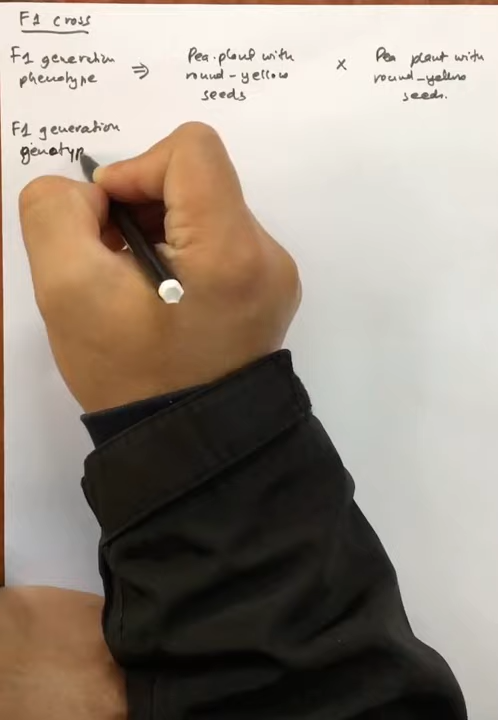 F1 cross
F1 generation
phenotype ⇒
Pea plant with
round-yellow
seeds
x
Pea plant with
round-yellow
seeds.
F1 generation
genotyp